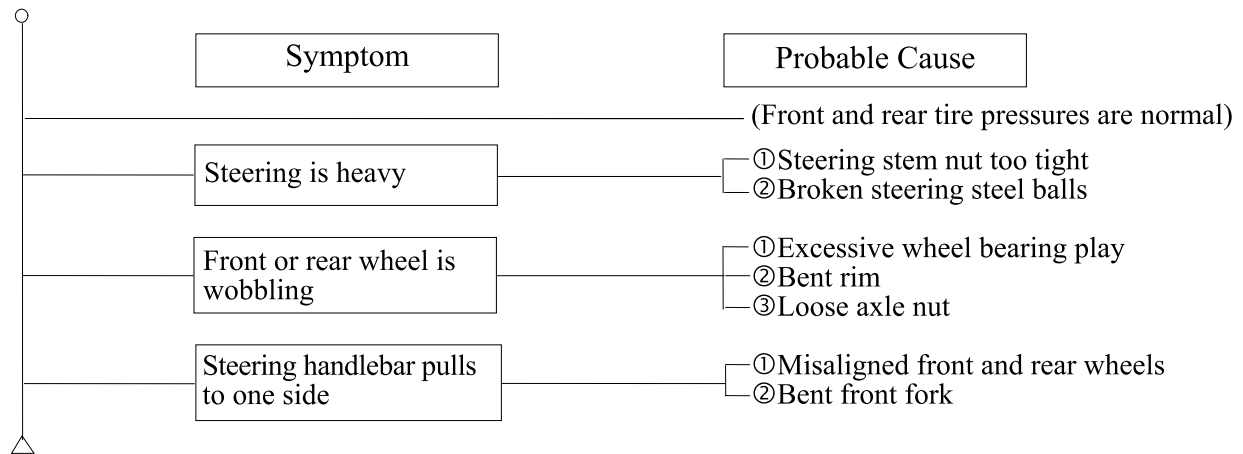 Symptom
Probable Cause
(Front and rear tire pressures are normal)
Steering is heavy
①Steering stem nut too tight
②Broken steering steel balls
Front or rear wheel is
wobbling
①Excessive wheel bearing play
②Bent rim
③Loose axle nut
Steering handlebar pulls
to one side
①Misaligned front and rear wheels
②Bent front fork